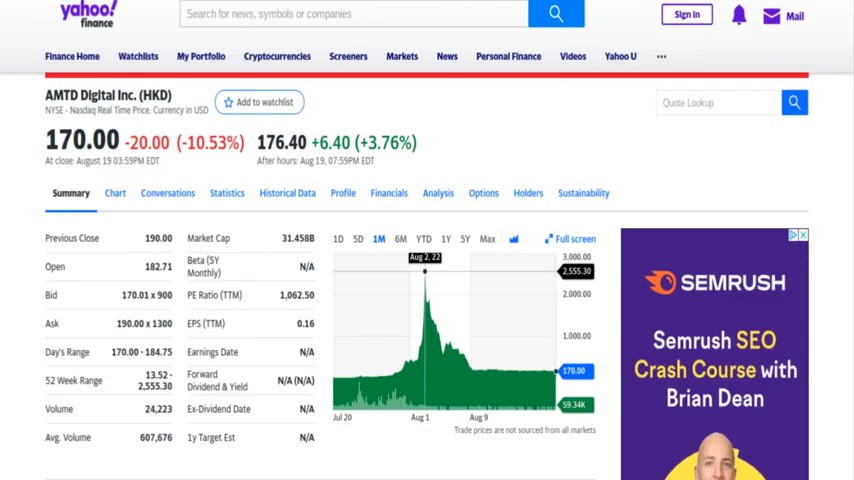 yahoo!
finance
Search for news, symbols or companies
Sign in
Mail
Finance Home Watchlists My Portfolio Cryptocurrencies Screeners Markets News Personal Finance Videos Yahoo U ...
AMTD Digital Inc. (HKD)
NYSE - Nasdaq Real Time Price. Currency in USD
Add to watchlist
Quote Lookup
170.00 -20.00 (-10.53%) 176.40 +6.40 (+3.76%)
At close: August 19 03:59PM EDT After hours: Aug 19, 07:59PM EDT
Summary Chart Conversations Statistics Historical Data Profile Financials Analysis Options Holders Sustainability
Previous Close 190.00
Open 182.71
Bid 170.01 x 900
Ask 190.00 x 1300
Day's Range 170.00 - 184.75
52 Week Range 13.52 -
2,555.30
Volume 24,223
Avg. Volume 607,676
Market Cap 31.458B
Beta (5Y
Monthly) N/A
PE Ratio (TTM) 1,062.50
EPS (TTM) 0.16
Earnings Date N/A
Forward
Dividend & Yield N/A (N/A)
Ex-Dividend Date N/A
1y Target Est N/A
1D 5D 1M 6M YTD 1Y 5Y Max Full screen
Aug 2, 22
3,000.00
2,555.30
2,000.00
1,000.00
170.00
59.34K
Jul 20 Aug 1 Aug 9
Trade prices are not sourced from all markets
SEMRUSH
Semrush SEO
Crash Course with
Brian Dean